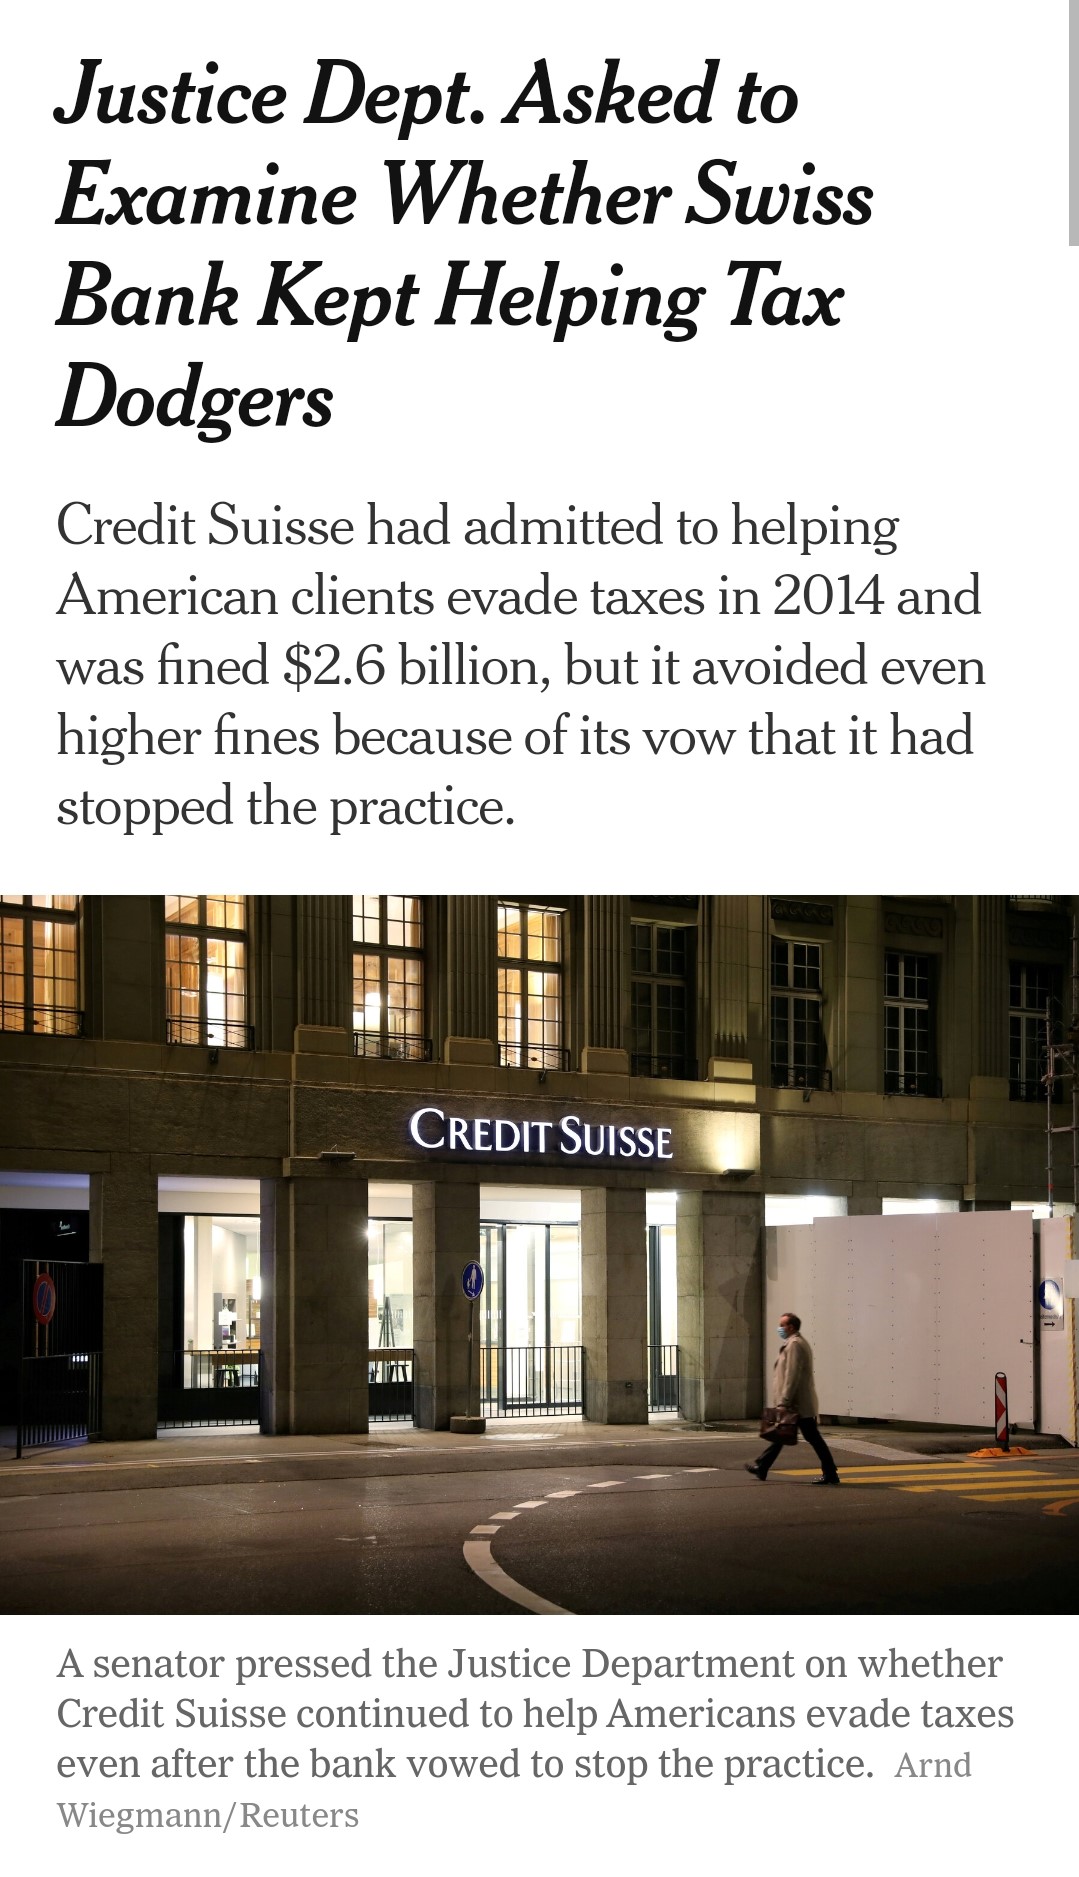 Justice Dept. Asked to
Examine Whether Swiss
Bank Kept Helping Tax
Dodgers
Credit Suisse had admitted to helping
American clients evade taxes in 2014 and
was fined $2.6 billion, but it avoided even
higher fines because of its vow that it had
stopped the practice.
CREDIT SUISSE
A senator pressed the Justice Department on whether
Credit Suisse continued to help Americans evade taxes
even after the bank vowed to stop the practice. Arnd
Wiegmann/Reuters